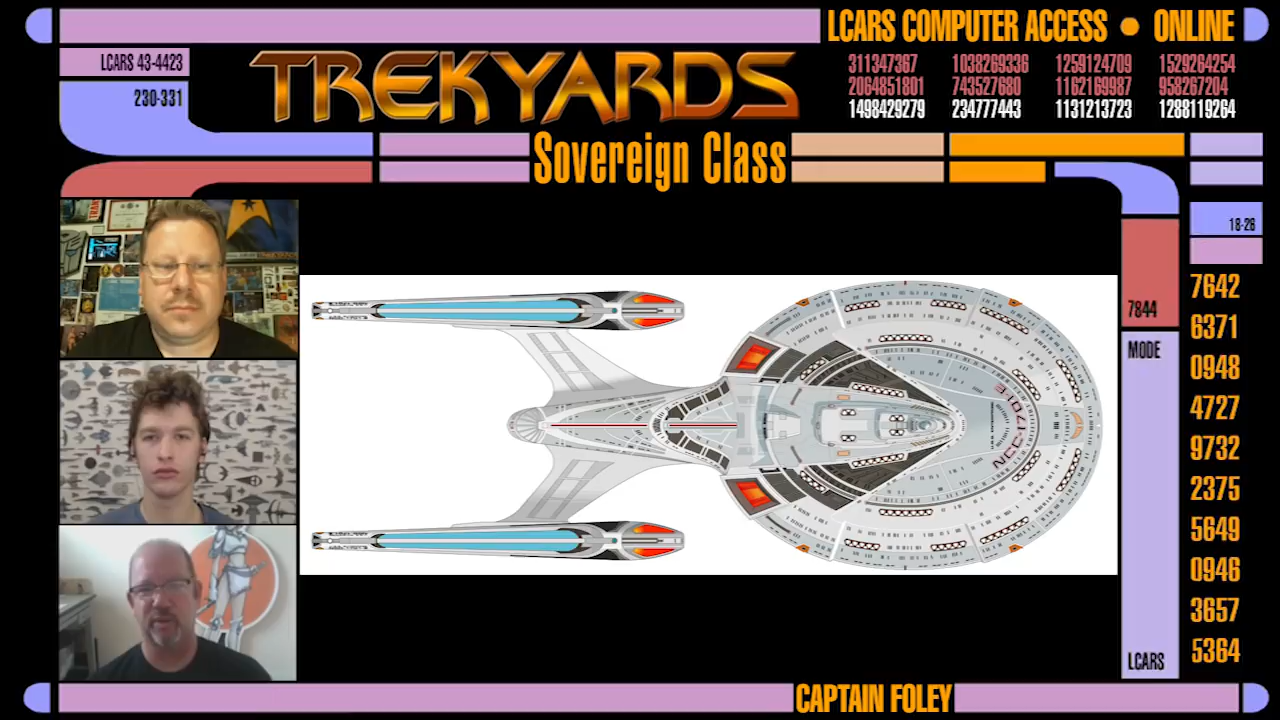 LCARS COMPUTER ACCESS • ONLINE
LCARS 43-4423
230-331
TREKYARDS
311347367 1038269336 1259124709 1529264254
2064851801 743527680 1162169987 958267204
1498429279 234777443 1131213723 1288119264
Sovereign Class
18-26
7844
MODE
LCARS
7642
6371
0948
4727
9732
2375
5649
0946
3657
5364
NCC-1701-E
CAPTAIN FOLEY